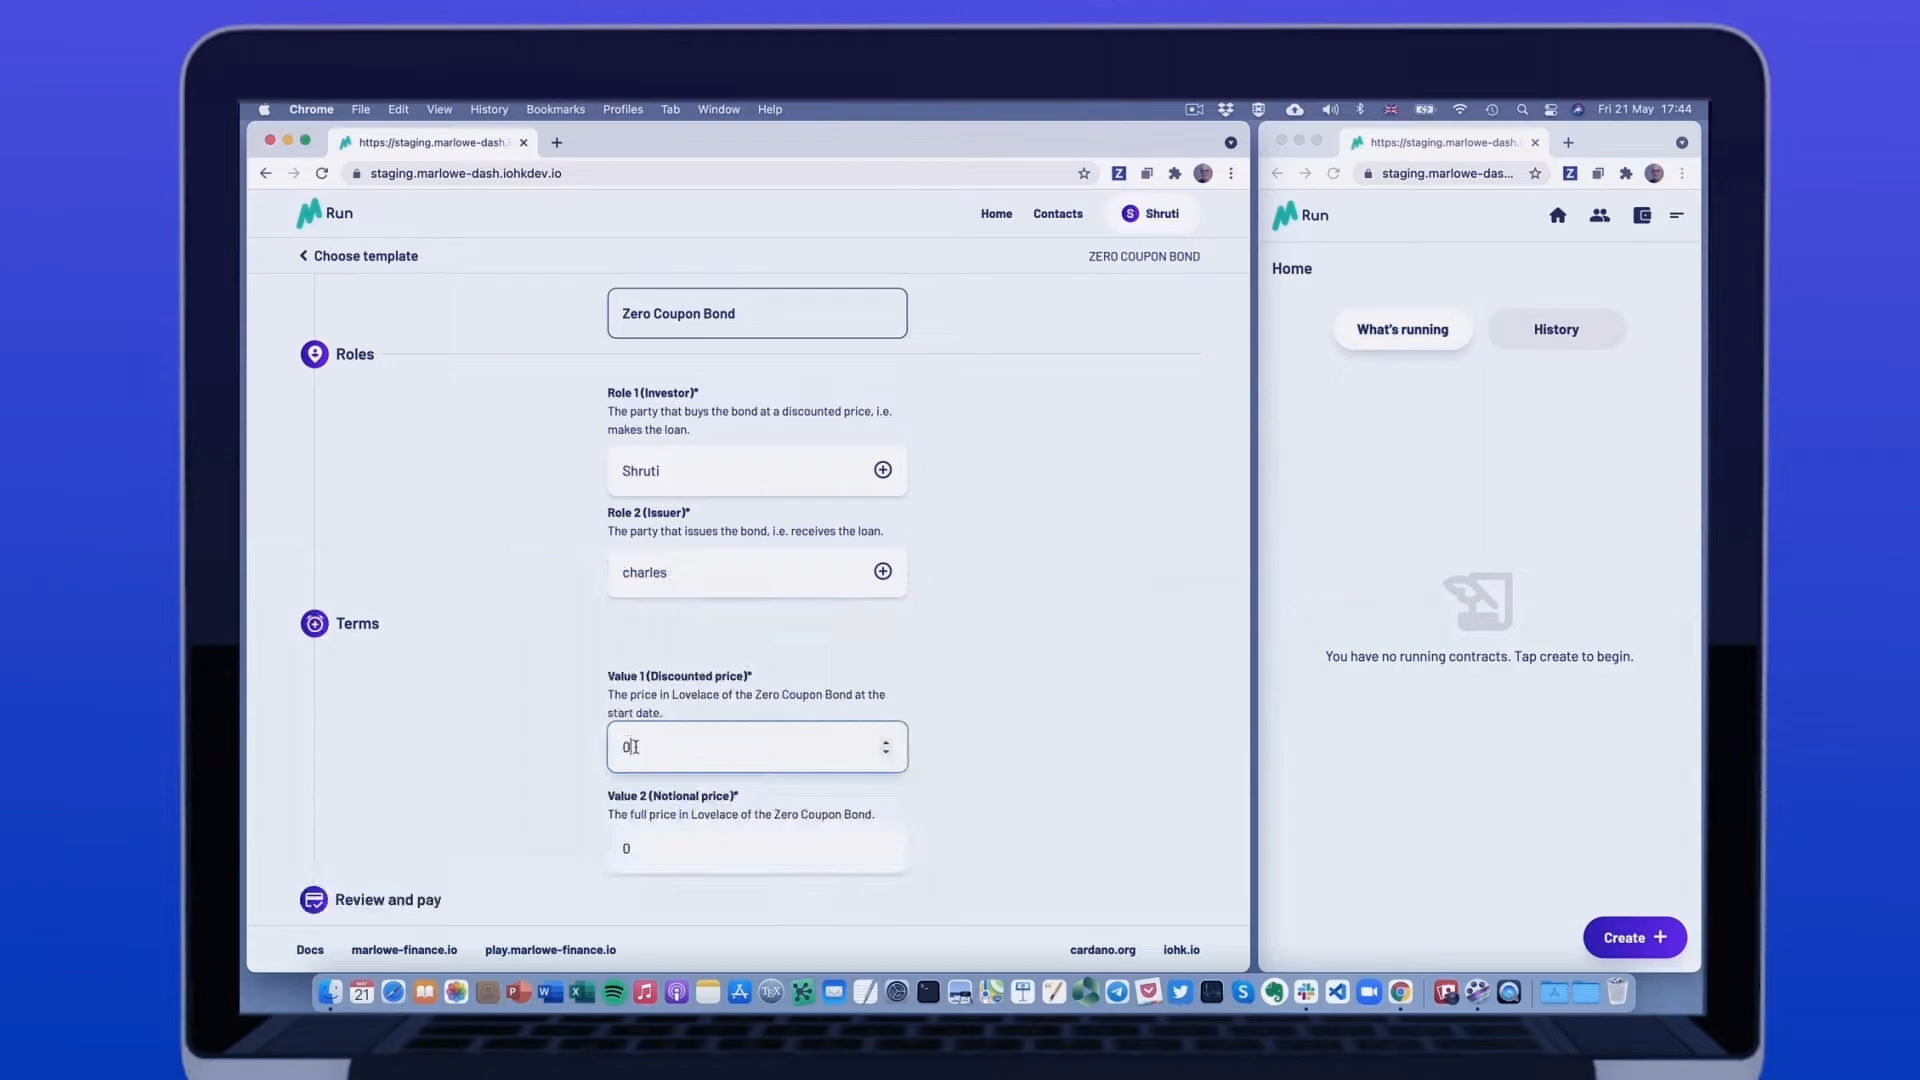 Chrome File Edit View History Bookmarks Profiles Tab Window Help
Fri 21 May 17:44
https://staging.marlowe-dash.
staging.marlowe-dash.iohkdev.io
Run
Home Contacts S Shruti
Choose template
ZERO COUPON BOND
Zero Coupon Bond
Roles
Role 1 (Investor)*
The party that buys the bond at a discounted price, i.e.
makes the loan.
Shruti
Role 2 (Issuer)*
The party that issues the bond, i.e. receives the loan.
charles
Terms
Value 1 (Discounted price)*
The price in Lovelace of the Zero Coupon Bond at the
start date.
0
Value 2 (Notional price)*
The full price in Lovelace of the Zero Coupon Bond.
0
Review and pay
Docs marlowe-finance.io play.marlowe-finance.io
cardano.org iohk.io
https://staging.marlowe-dash.
staging.marlowe-das...
Run
Home
What's running
History
You have no running contracts. Tap create to begin.
Create +
21